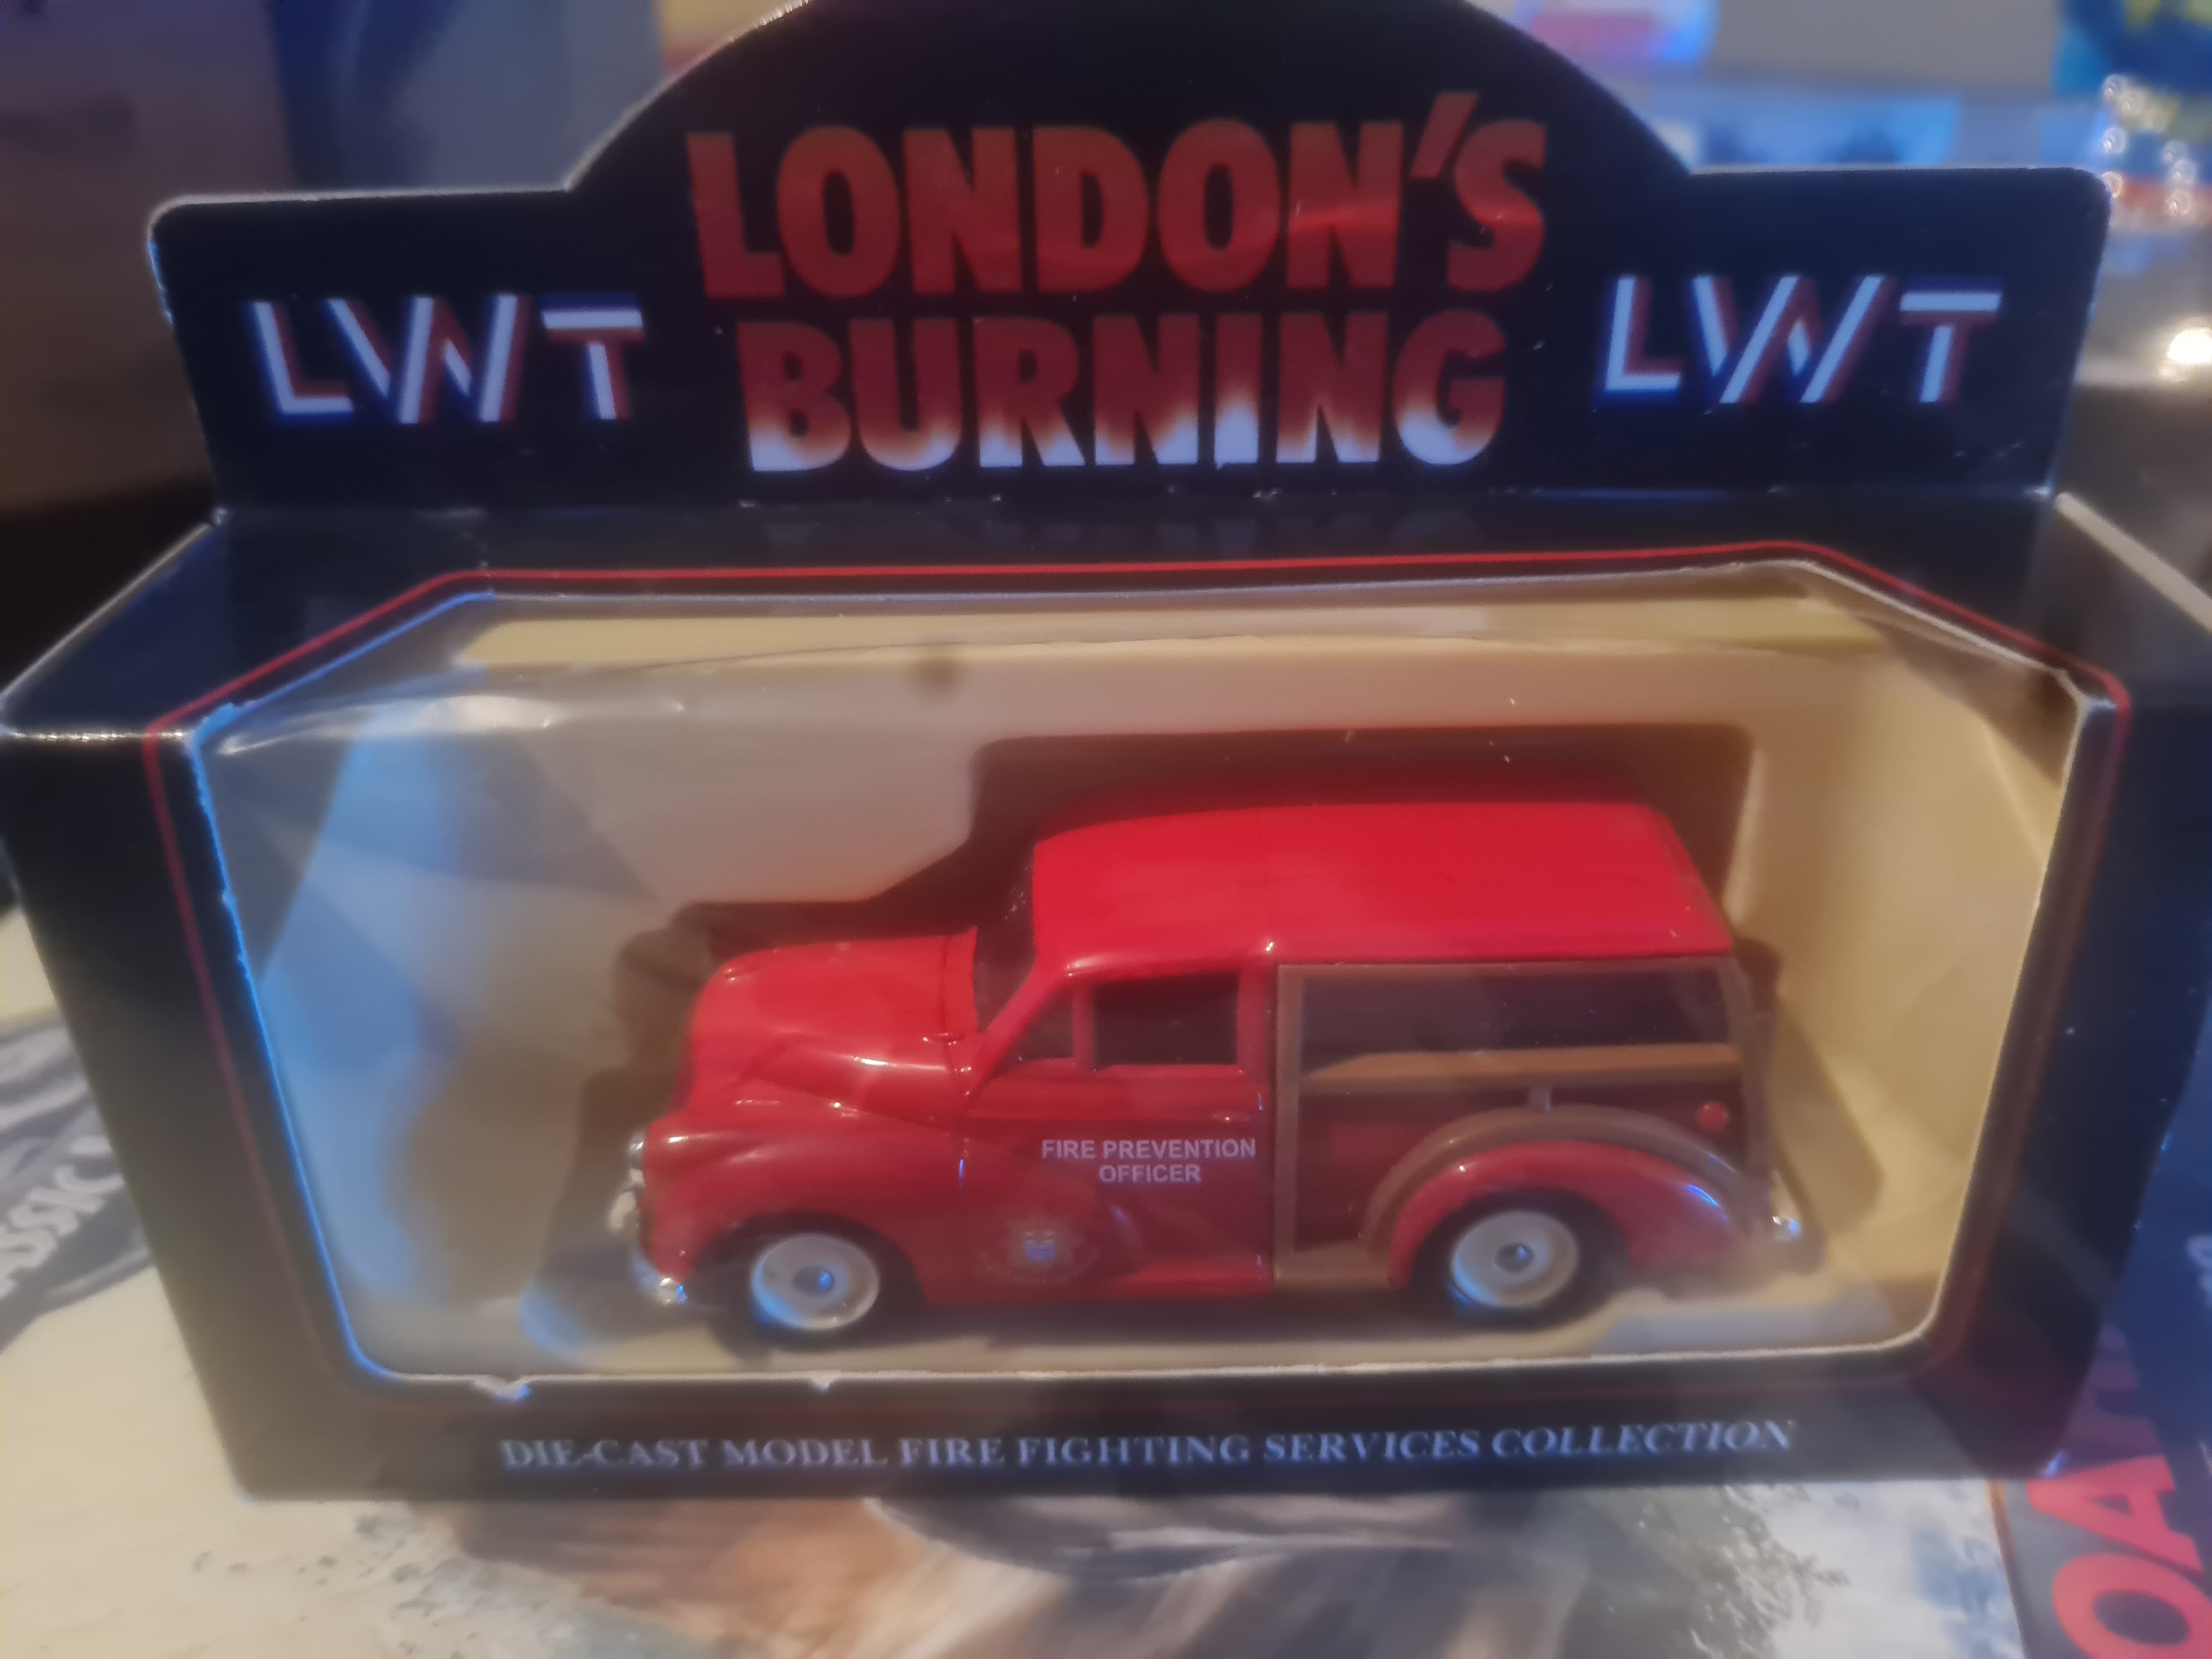 LONDON'S
BURNING
LWT
LWT
FIRE PREVENTION
OFFICER
DIE-CAST MODEL FIRE FIGHTING SERVICES COLLECTION